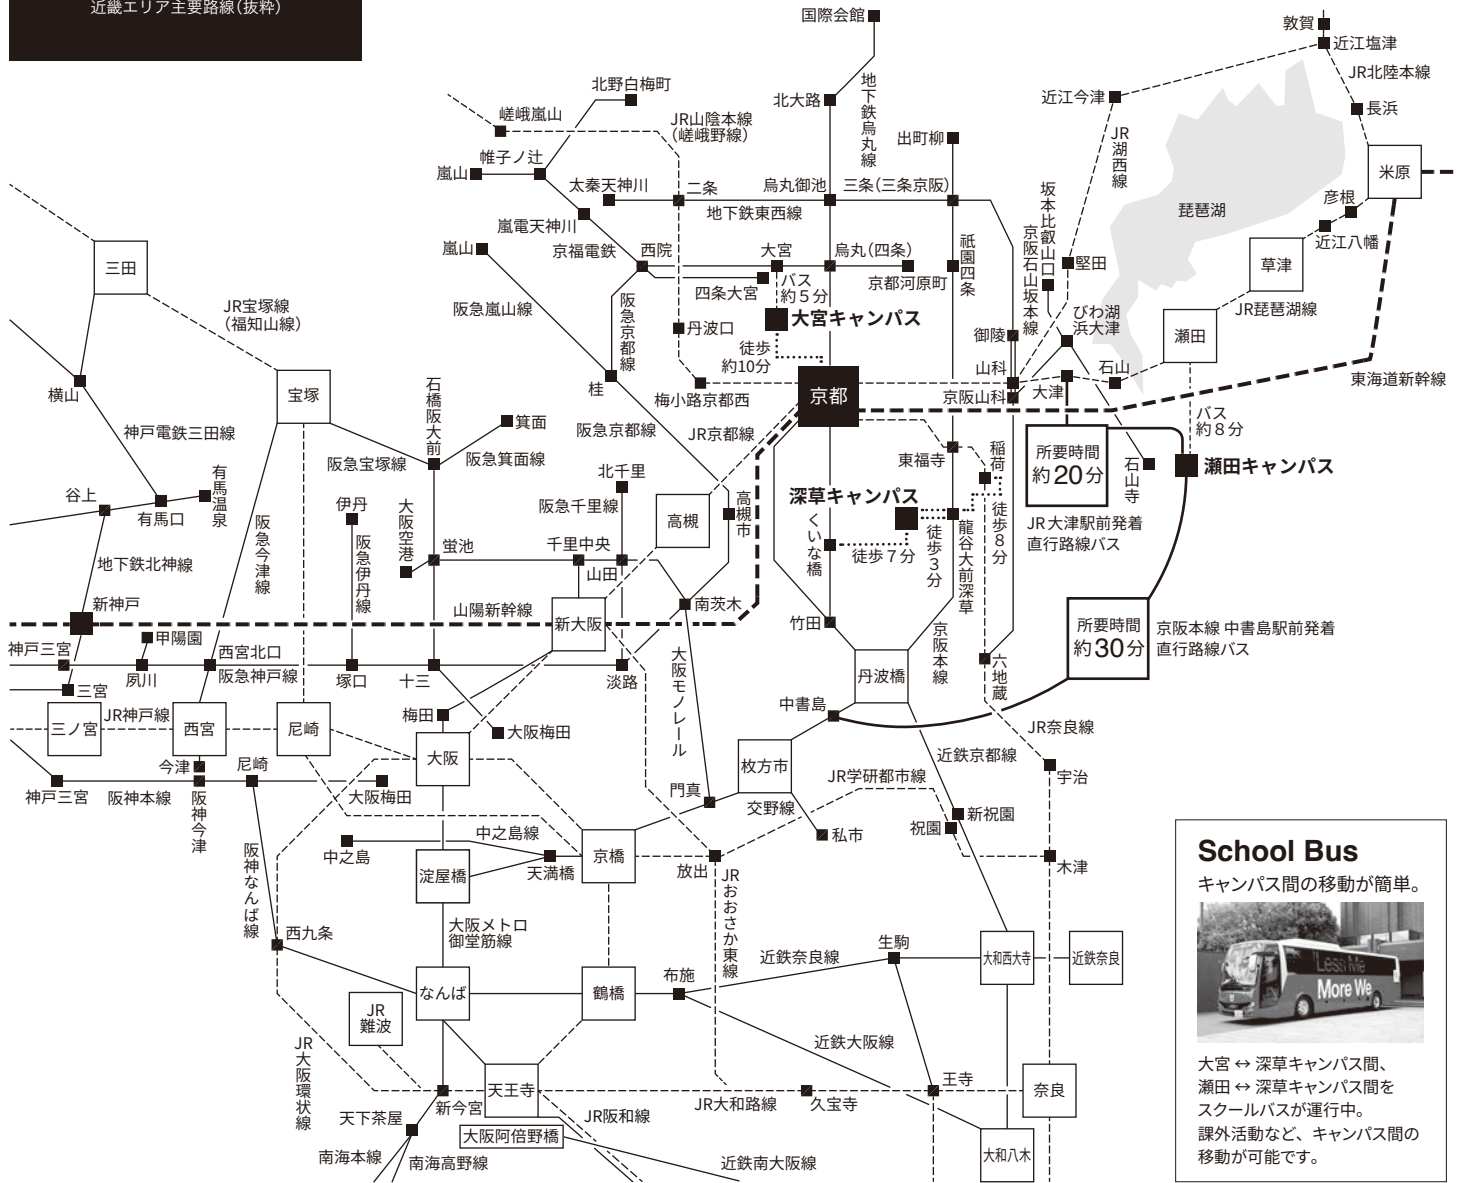 近畿エリア主要路線（抜粋）
国際会館
敦賀
近江塩津
JR北陸本線
北野白梅町
北大路
地下鉄烏丸線
近江今津
長浜
嵯峨嵐山
JR山陰本線
（嵯峨野線）
出町柳
JR湖西線
嵐山
帷子ノ辻
米原
太秦天神川
二条
烏丸御池
三条（三条京阪）
地下鉄東西線
坂本比叡山口
京阪石山坂本線
琵琶湖
彦根
近江八幡
嵐電天神川
京福電鉄
嵐山
西院
大宮
烏丸（四条）
京都河原町
祇園四条
堅田
草津
三田
四条大宮
バス
約５分
阪急嵐山線
阪急京都線
大宮キャンパス
びわ湖
浜大津
JR琵琶湖線
JR宝塚線
（福知山線）
丹波口
徒歩
約10分
御陵
瀬田
山科
石山
横山
宝塚
石橋阪大前
桂
梅小路京都西
京都
京阪山科
大津
東海道新幹線
神戸電鉄三田線
箕面
阪急京都線
JR京都線
バス
約８分
阪急宝塚線
阪急箕面線
東福寺
稲荷
所要時間
約20分
石山寺
瀬田キャンパス
谷上
有馬口
有馬温泉
阪急今津線
伊丹
阪急伊丹線
大阪空港
北千里
阪急千里線
高槻
高槻市
深草キャンパス
くいな橋
徒歩７分
徒歩３分
龍谷大前深草
徒歩８分
JR大津駅前発着
直行路線バス
地下鉄北神線
蛍池
千里中央
山田
新神戸
山陽新幹線
新大阪
南茨木
竹田
京阪本線
所要時間
約30分
京阪本線 中書島駅前発着
直行路線バス
神戸三宮
甲陽園
西宮北口
阪急神戸線
三宮
夙川
塚口
十三
淡路
大阪モノレール
丹波橋
六地蔵
三ノ宮
JR神戸線
西宮
尼崎
梅田
大阪梅田
中書島
JR奈良線
今津
尼崎
大阪
枚方市
近鉄京都線
宇治
神戸三宮
阪神本線
阪神今津
大阪梅田
門真
交野線
JR学研都市線
私市
祝園
新祝園
阪神なんば線
中之島
中之島線
淀屋橋
天満橋
京橋
放出
木津
JRおおさか東線
西九条
大阪メトロ
御堂筋線
近鉄奈良線
生駒
大和西大寺
近鉄奈良
なんば
鶴橋
布施
JR
難波
JR大阪環状線
近鉄大阪線
天下茶屋
新今宮
天王寺
JR阪和線
JR大和路線
久宝寺
王寺
奈良
大阪阿倍野橋
南海本線
南海高野線
近鉄南大阪線
大和八木
School Bus
キャンパス間の移動が簡単。
Less Me
More We
大宮 ↔ 深草キャンパス間、
瀬田 ↔ 深草キャンパス間を
スクールバスが運行中。
課外活動など、キャンパス間の
移動が可能です。